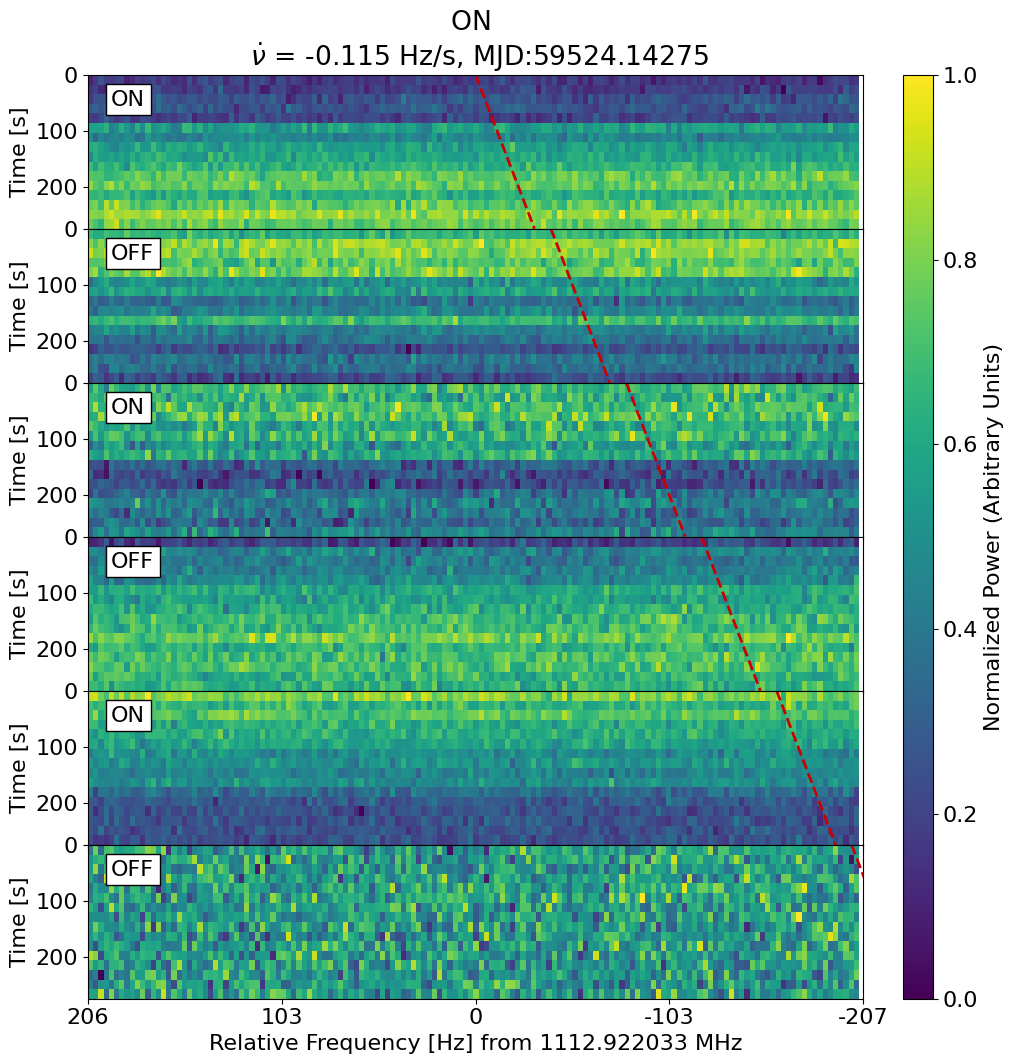 ON
ν̇ = -0.115 Hz/s, MJD:59524.14275
0
ON
100
Time [s]
200
0
OFF
100
Time [s]
200
0
ON
100
Time [s]
200
0
OFF
100
Time [s]
200
0
ON
100
Time [s]
200
0
OFF
100
Time [s]
200
206 103 0 -103 -207
Relative Frequency [Hz] from 1112.922033 MHz
1.0
0.8
0.6
0.4
0.2
0.0
Normalized Power (Arbitrary Units)